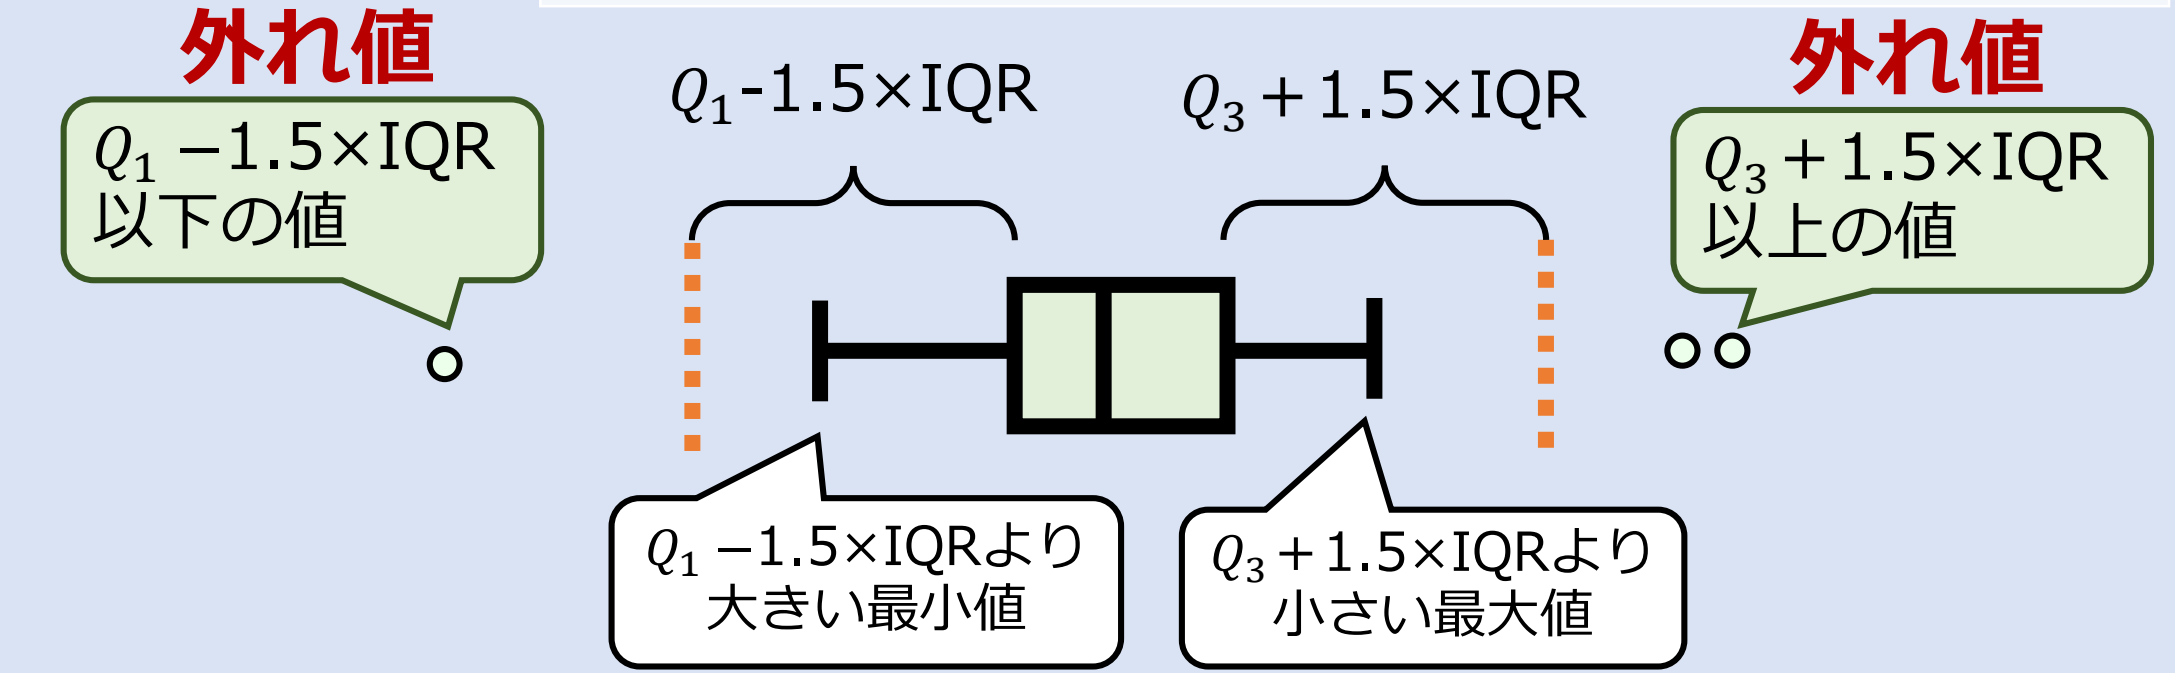 外れ値
Q₁ −1.5×IQR
以下の値
Q₁ -1.5×IQR
Q₃ +1.5×IQR
外れ値
Q₃ +1.5×IQR
以上の値
Q₁ −1.5×IQRより
大きい最小値
Q₃ +1.5×IQRより
小さい最大値